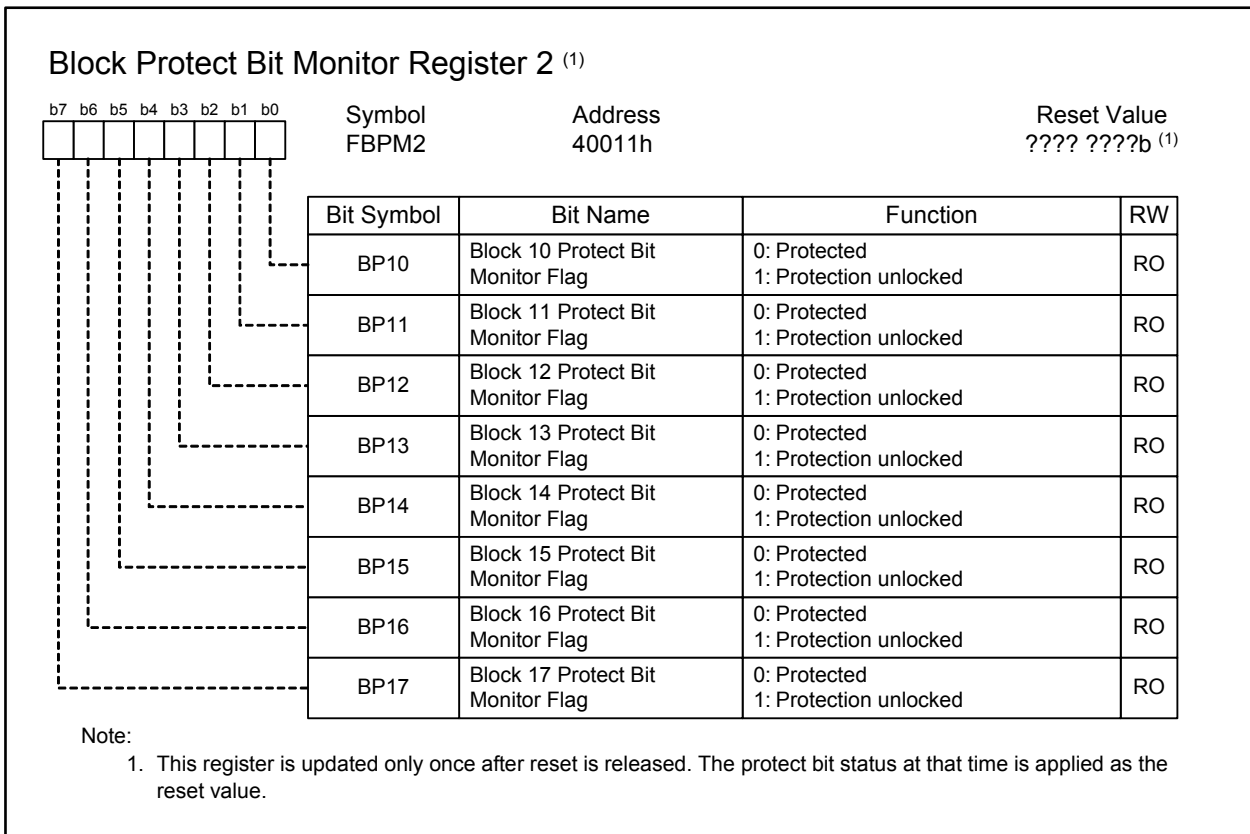 Block Protect Bit Monitor Register 2 (1)
b7 b6 b5 b4 b3 b2 b1 b0
Symbol Address Reset Value
FBPM2 40011h ???? ????b (1)
Bit Symbol Bit Name Function RW
BP10 Block 10 Protect Bit Monitor Flag 0: Protected 1: Protection unlocked RO
BP11 Block 11 Protect Bit Monitor Flag 0: Protected 1: Protection unlocked RO
BP12 Block 12 Protect Bit Monitor Flag 0: Protected 1: Protection unlocked RO
BP13 Block 13 Protect Bit Monitor Flag 0: Protected 1: Protection unlocked RO
BP14 Block 14 Protect Bit Monitor Flag 0: Protected 1: Protection unlocked RO
BP15 Block 15 Protect Bit Monitor Flag 0: Protected 1: Protection unlocked RO
BP16 Block 16 Protect Bit Monitor Flag 0: Protected 1: Protection unlocked RO
BP17 Block 17 Protect Bit Monitor Flag 0: Protected 1: Protection unlocked RO
Note:
1. This register is updated only once after reset is released. The protect bit status at that time is applied as the
reset value.